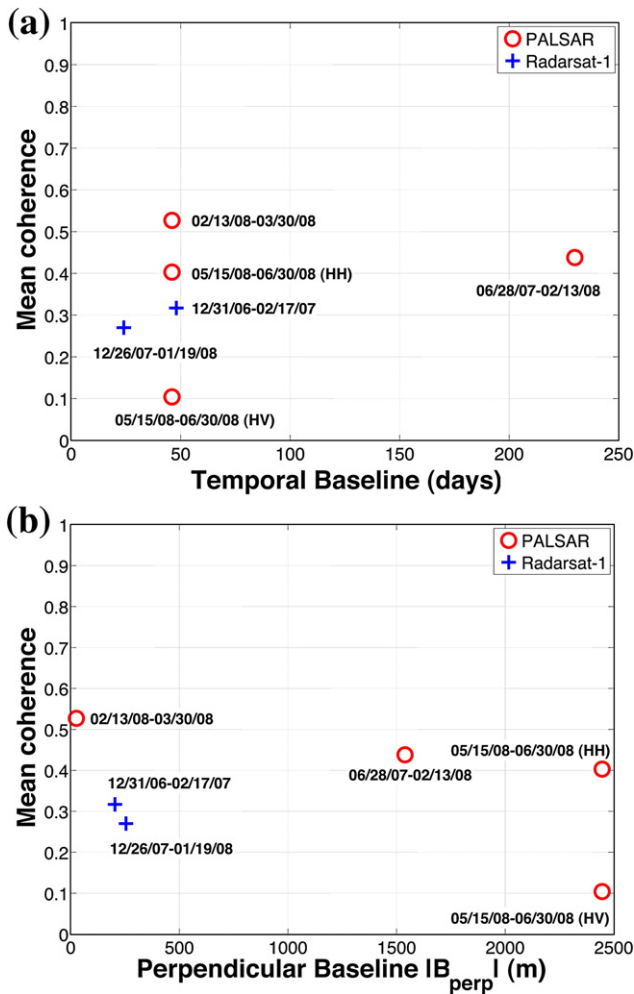 (a)
1
0.9
0.8
0.7
0.6
0.5
0.4
0.3
0.2
0.1
0
Mean coherence
PALSAR
Radarsat-1
02/13/08-03/30/08
05/15/08-06/30/08 (HH)
06/28/07-02/13/08
12/31/06-02/17/07
12/26/07-01/19/08
05/15/08-06/30/08 (HV)
0 50 100 150 200 250
Temporal Baseline (days)
(b)
1
0.9
0.8
0.7
0.6
0.5
0.4
0.3
0.2
0.1
0
Mean coherence
PALSAR
Radarsat-1
02/13/08-03/30/08
05/15/08-06/30/08 (HH)
06/28/07-02/13/08
12/31/06-02/17/07
12/26/07-01/19/08
05/15/08-06/30/08 (HV)
0 500 1000 1500 2000 2500
Perpendicular Baseline |B_perp| (m)